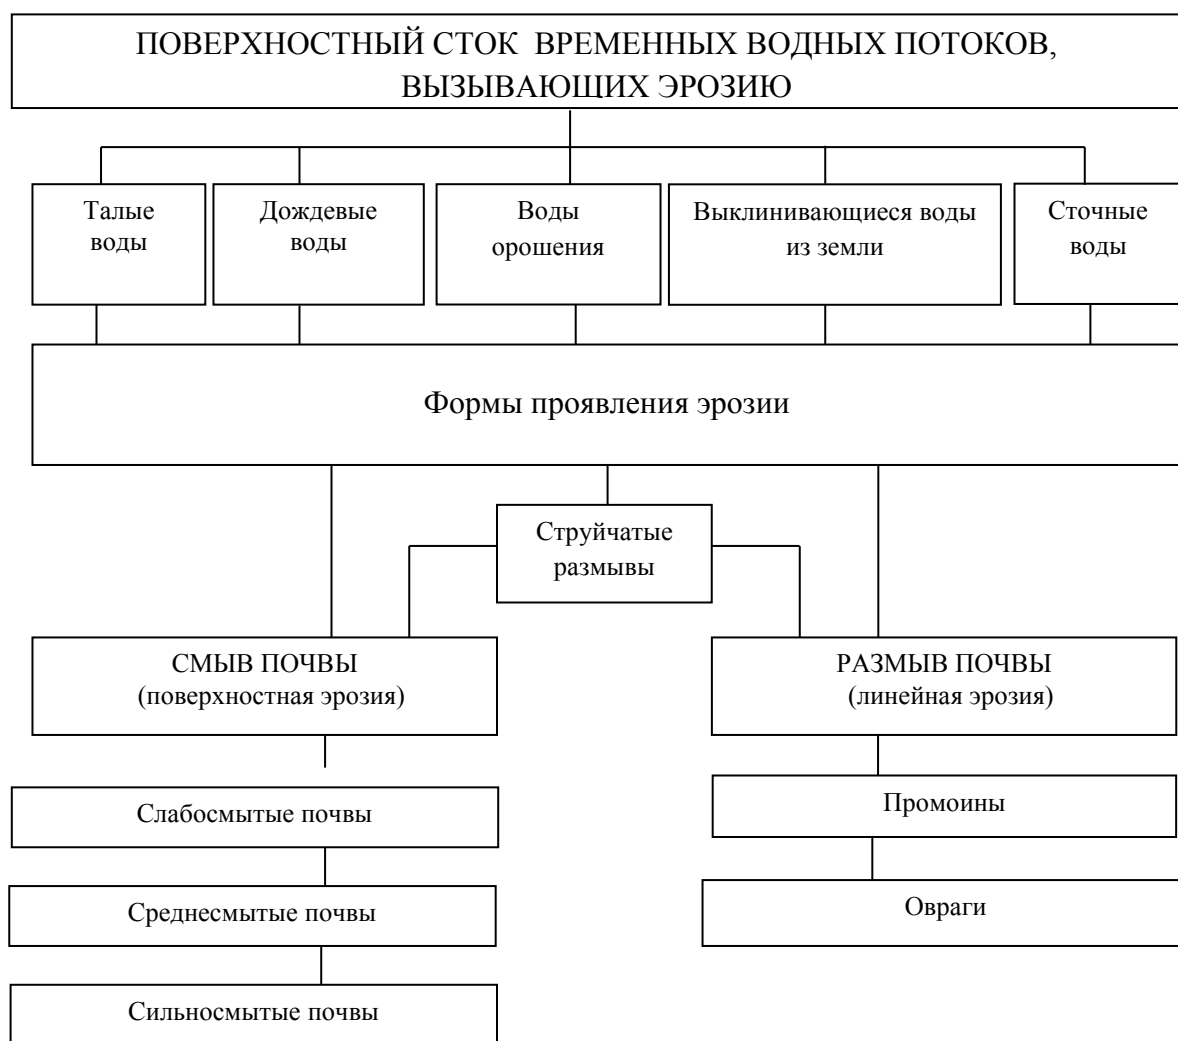 ПОВЕРХНОСТНЫЙ СТОК ВРЕМЕННЫХ ВОДНЫХ ПОТОКОВ,
ВЫЗЫВАЮЩИХ ЭРОЗИЮ
Талые
воды
Дождевые
воды
Воды
орошения
Выклинивающиеся воды
из земли
Сточные
воды
Формы проявления эрозии
Струйчатые
размывы
СМЫВ ПОЧВЫ
(поверхностная эрозия)
РАЗМЫВ ПОЧВЫ
(линейная эрозия)
Слабосмытые почвы
Промоины
Среднесмытые почвы
Овраги
Сильносмытые почвы